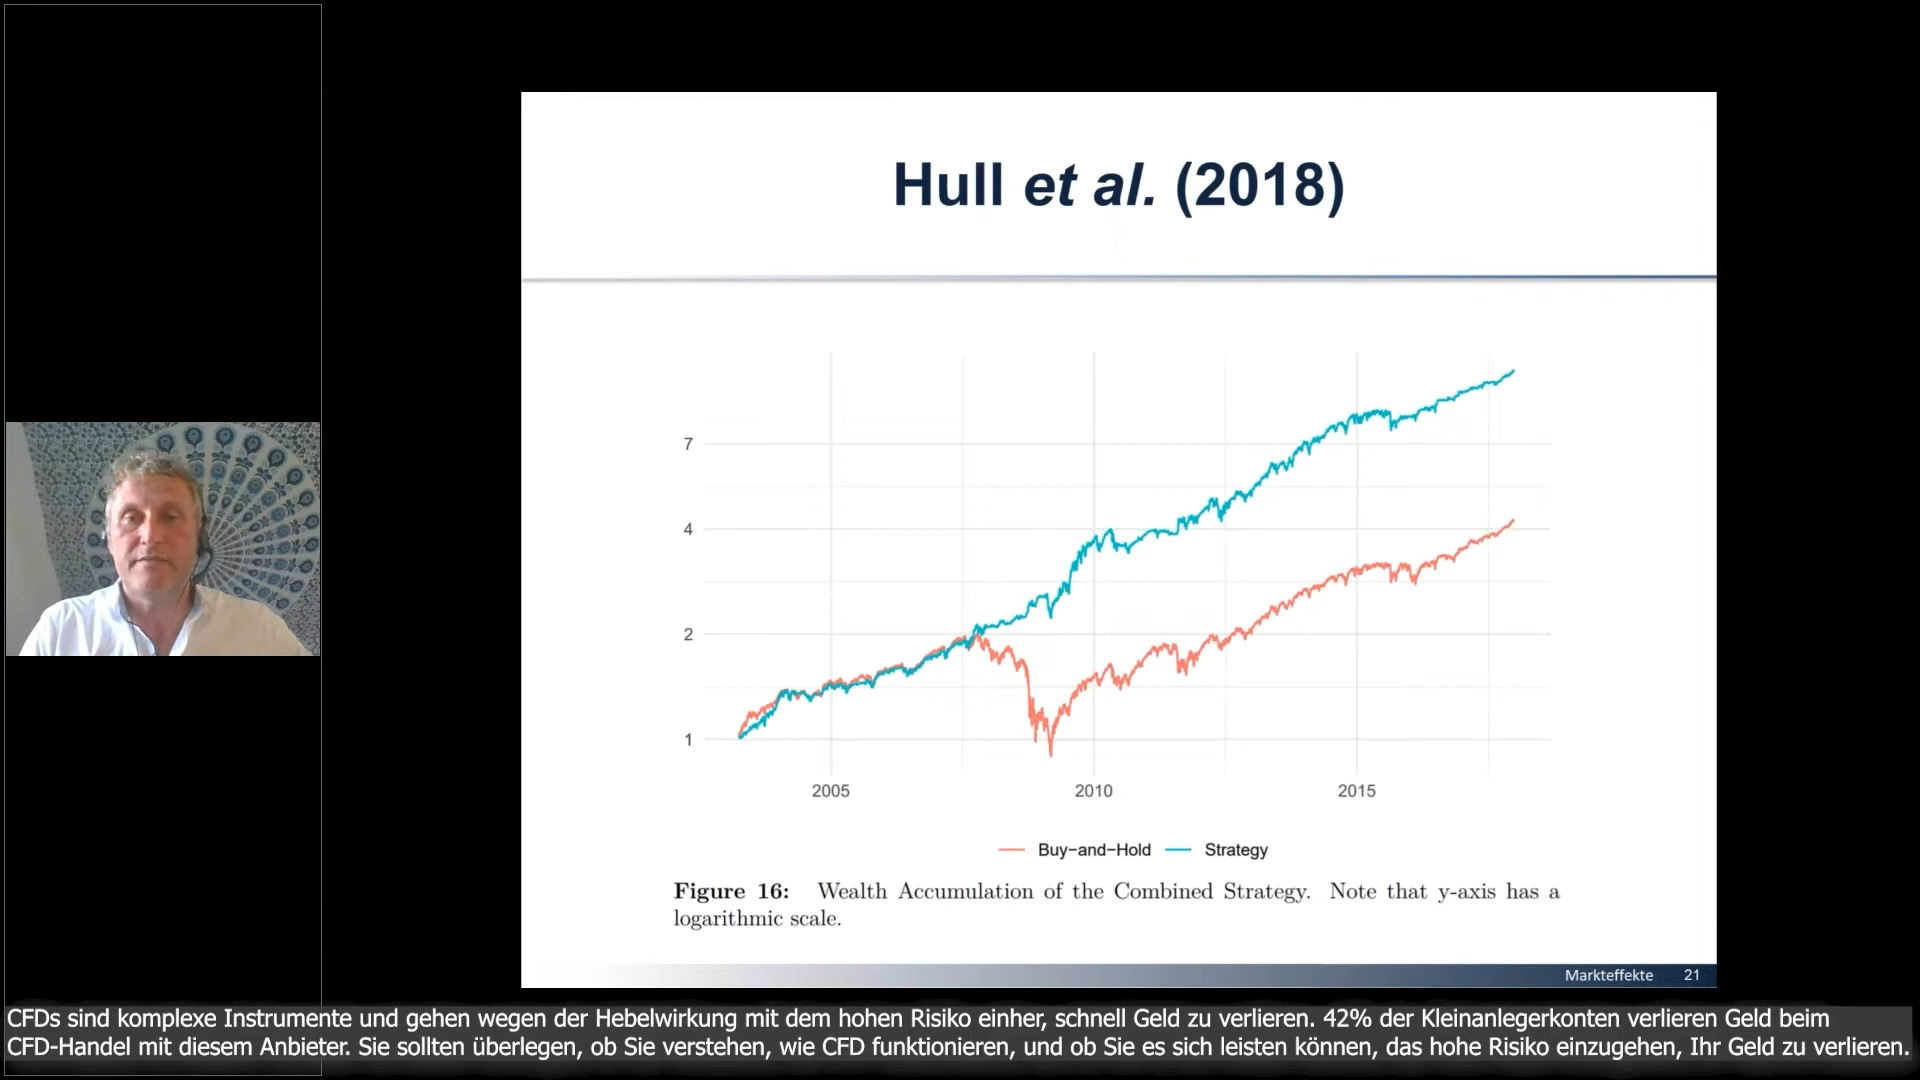 Hull et al. (2018)
7
4
2
1
2005 2010 2015
Buy−and−Hold Strategy
Figure 16: Wealth Accumulation of the Combined Strategy. Note that y-axis has a
logarithmic scale.
Markteffekte 21
CFDs sind komplexe Instrumente und gehen wegen der Hebelwirkung mit dem hohen Risiko einher, schnell Geld zu verlieren. 42% der Kleinanlegerkonten verlieren Geld beim
CFD-Handel mit diesem Anbieter. Sie sollten überlegen, ob Sie verstehen, wie CFD funktionieren, und ob Sie es sich leisten können, das hohe Risiko einzugehen, Ihr Geld zu verlieren.